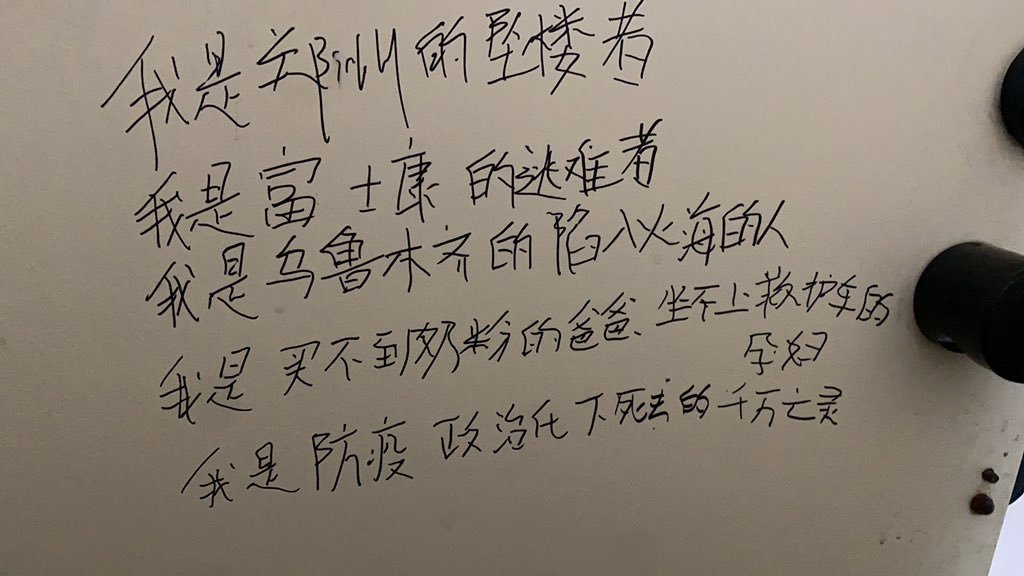 我是郑州的坠楼者
我是富士康的逃难者
我是乌鲁木齐的陷入火海的人
我是买不到奶粉的爸爸、坐不上救护车的
孕妇
我是防疫政治化下死去的千万亡灵